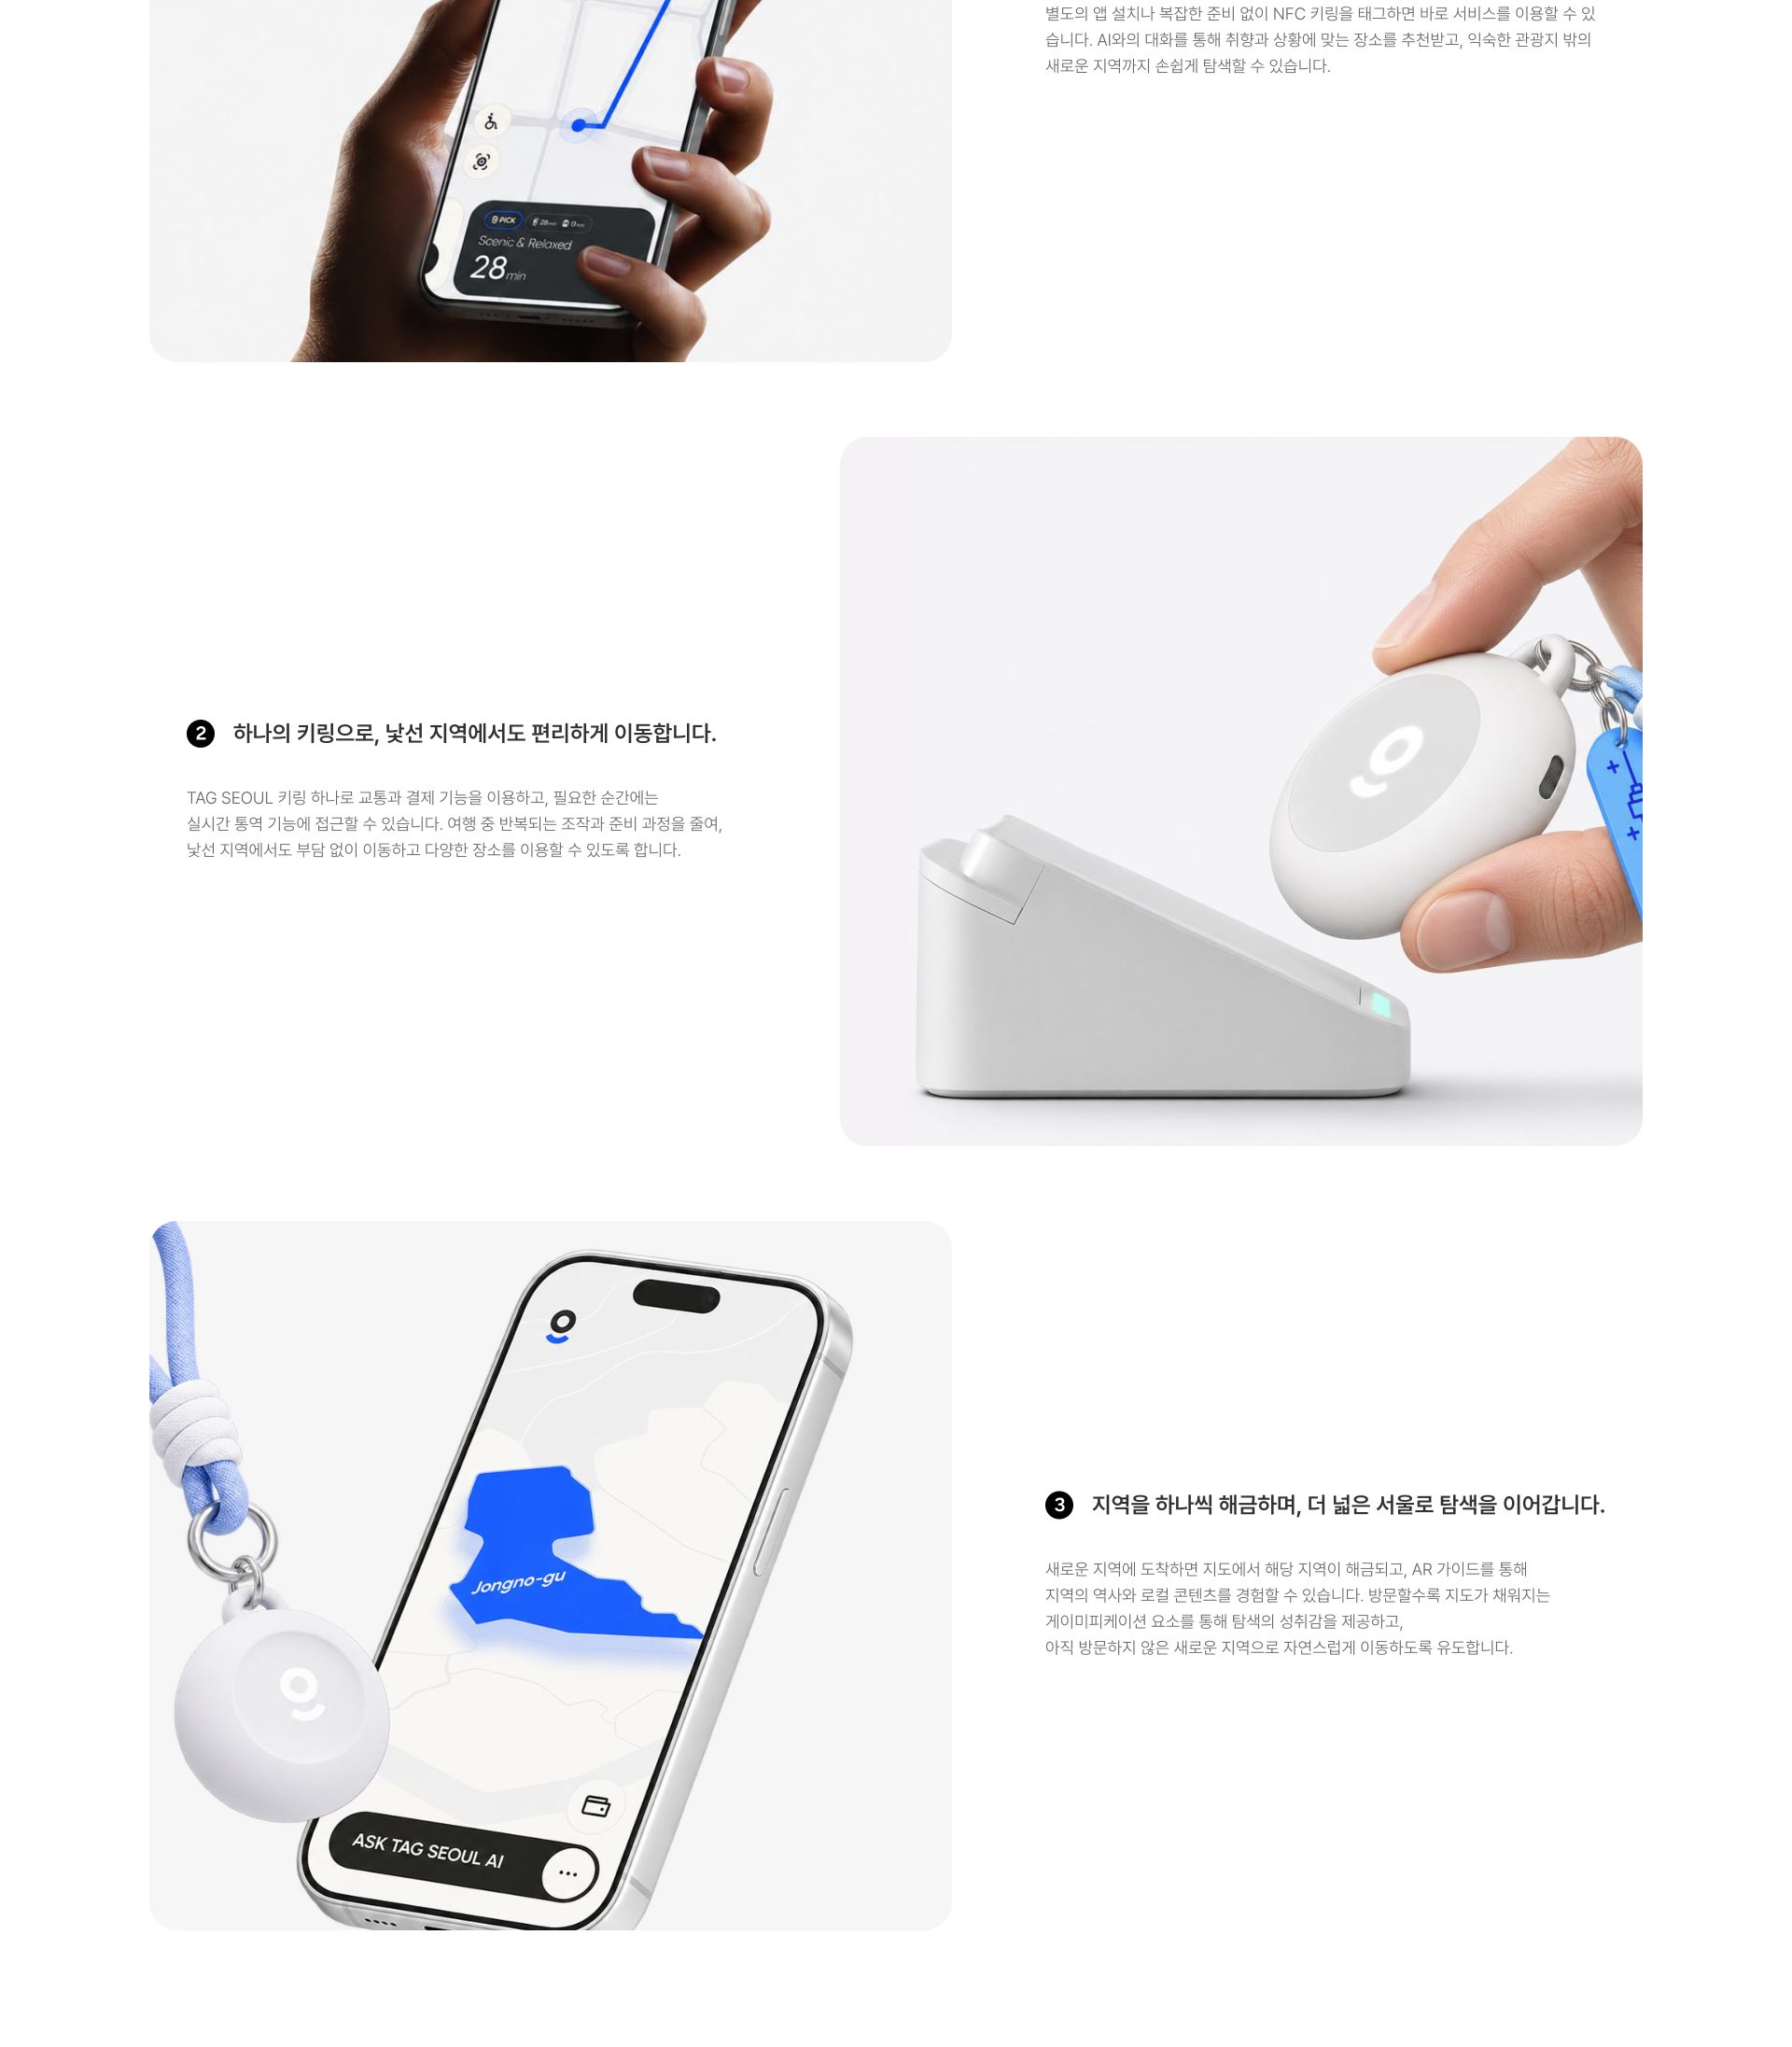 별도의 앱 설치나 복잡한 준비 없이 NFC 키링을 태그하면 바로 서비스를 이용할 수 있
습니다. AI와의 대화를 통해 취향과 상황에 맞는 장소를 추천받고, 익숙한 관광지 밖의
새로운 지역까지 손쉽게 탐색할 수 있습니다.
PICK 28min
Scenic & Relaxed
28min
2 하나의 키링으로, 낯선 지역에서도 편리하게 이동합니다.
TAG SEOUL 키링 하나로 교통과 결제 기능을 이용하고, 필요한 순간에는
실시간 통역 기능에 접근할 수 있습니다. 여행 중 반복되는 조작과 준비 과정을 줄여,
낯선 지역에서도 부담 없이 이동하고 다양한 장소를 이용할 수 있도록 합니다.
Jongno-gu
ASK TAG SEOUL AI
3 지역을 하나씩 해금하며, 더 넓은 서울로 탐색을 이어갑니다.
새로운 지역에 도착하면 지도에서 해당 지역이 해금되고, AR 가이드를 통해
지역의 역사와 로컬 콘텐츠를 경험할 수 있습니다. 방문할수록 지도가 채워지는
게이미피케이션 요소를 통해 탐색의 성취감을 제공하고,
아직 방문하지 않은 새로운 지역으로 자연스럽게 이동하도록 유도합니다.